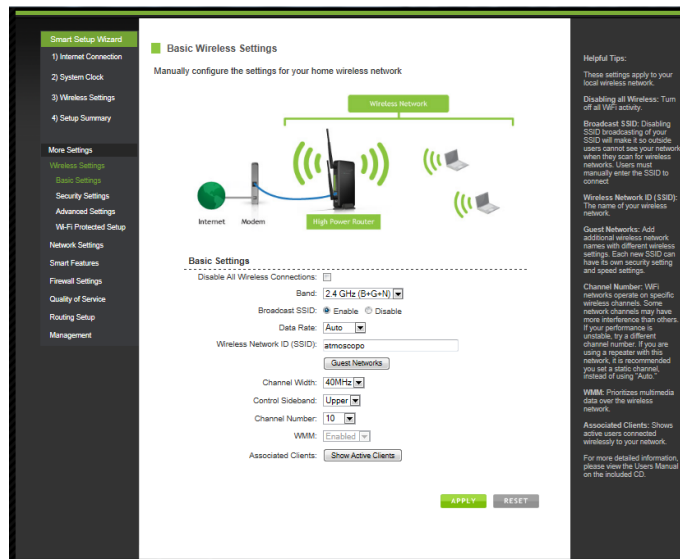 Smart Setup Wizard
1) Internet Connection
2) System Clock
3) Wireless Settings
4) Setup Summary
More Settings
Wireless Settings
Basic Settings
Security Settings
Advanced Settings
Wi-Fi Protected Setup
Network Settings
Smart Features
Firewall Settings
Quality of Service
Routing Setup
Management
Basic Wireless Settings
Manually configure the settings for your home wireless network
Wireless Network
Internet
Modem
High Power Router
Basic Settings
Disable All Wireless Connections:
Band: 2.4 GHz (B+G+N)
Broadcast SSID: Enable Disable
Data Rate: Auto
Wireless Network ID (SSID): atmoscopo
Guest Networks
Channel Width: 40MHz
Control Sideband: Upper
Channel Number: 10
WMM: Enabled
Associated Clients: Show Active Clients
APPLY RESET
Helpful Tips:
These settings apply to your
local wireless network.
Disabling all Wireless: Turn
off all WiFi activity.
Broadcast SSID: Disabling
SSID broadcasting of your
SSID will make it so outside
users cannot see your network
when they scan for wireless
networks. Users must
manually enter the SSID to
connect
Wireless Network ID (SSID):
The name of your wireless
network.
Guest Networks: Add
additional wireless network
names with different wireless
settings. Each new SSID can
have its own security setting
and speed settings.
Channel Number: WiFi
networks operate on specific
wireless channels. Some
network channels may have
more interference than others.
If your performance is
unstable, try a different
channel number. If you are
using a repeater with this
network, it is recommended
you set a static channel,
instead of using "Auto."
WMM: Prioritizes multimedia
data over the wireless
network.
Associated Clients: Shows
active users connected
wirelessly to your network.
For more detailed information,
please view the Users Manual
on the included CD.